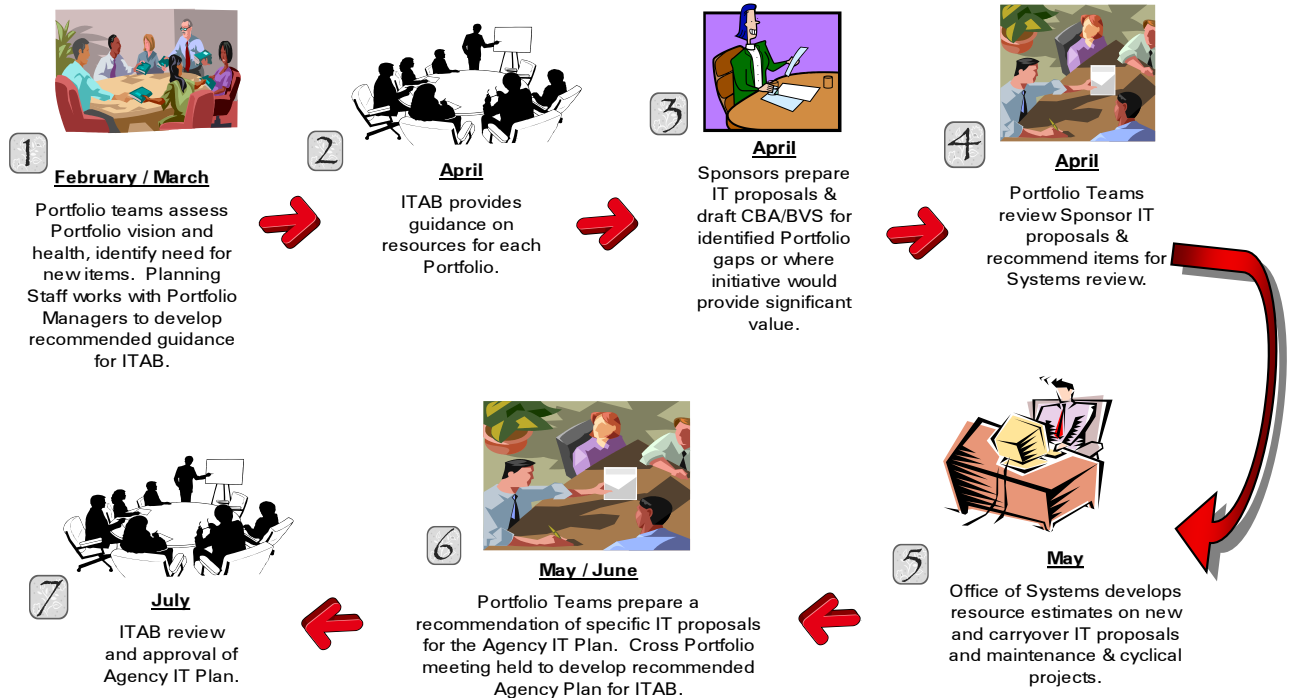 1
February / March
Portfolio teams assess
Portfolio vision and
health, identify need for
new items. Planning
Staff works with Portfolio
Managers to develop
recommended guidance
for ITAB.
2
April
ITAB provides
guidance on
resources for each
Portfolio.
3
April
Sponsors prepare
IT proposals &
draft CBA/BVS for
identified Portfolio
gaps or where
initiative would
provide significant
value.
4
April
Portfolio Teams
review Sponsor IT
proposals &
recommend items for
Systems review.
5
May
Office of Systems develops
resource estimates on new
and carryover IT proposals
and maintenance & cyclical
projects.
6
May / June
Portfolio Teams prepare a
recommendation of specific IT proposals
for the Agency IT Plan. Cross Portfolio
meeting held to develop recommended
Agency Plan for ITAB.
7
July
ITAB review
and approval of
Agency IT Plan.